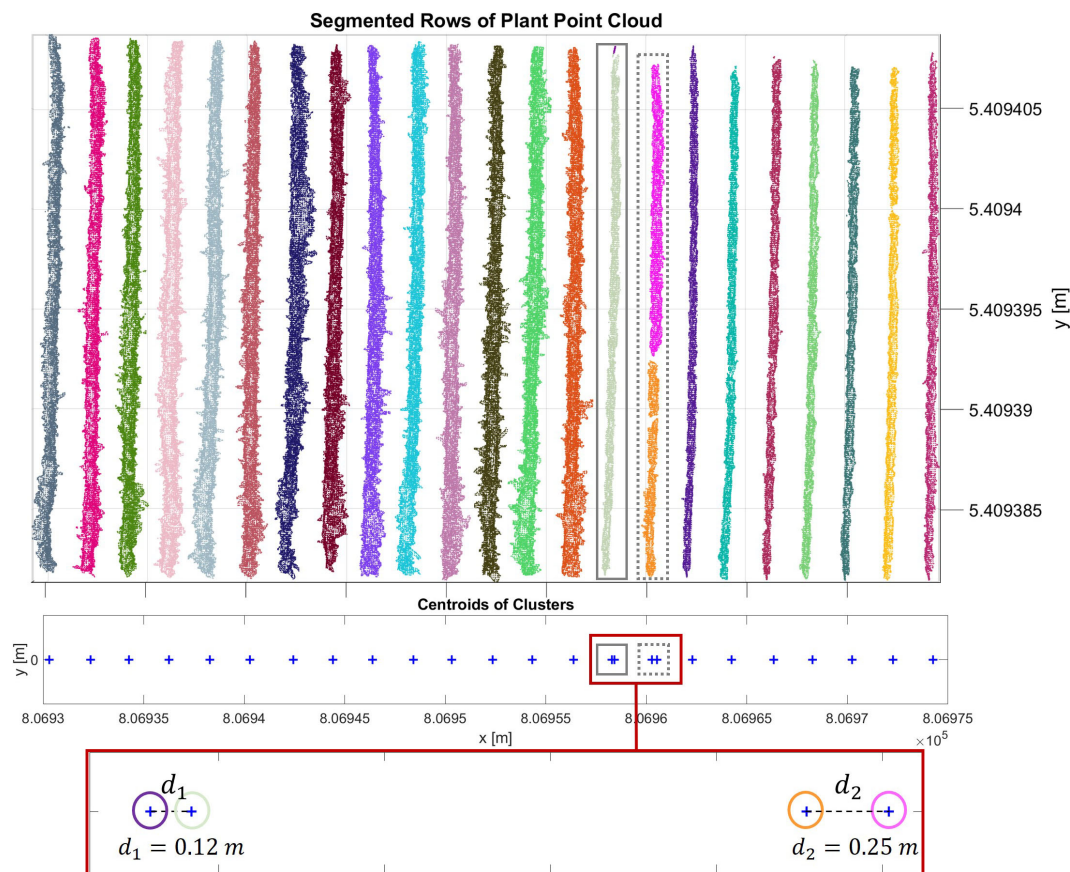 Segmented Rows of Plant Point Cloud
5.409405
5.4094
5.409395
5.40939
5.409385
y [m]
Centroids of Clusters
y [m]
0
8.0693 8.06935 8.0694 8.06945 8.0695 8.06955 8.0696 8.06965 8.0697 8.06975
x [m]
×10⁵
d₁ d₂
d₁ = 0.12 m d₂ = 0.25 m